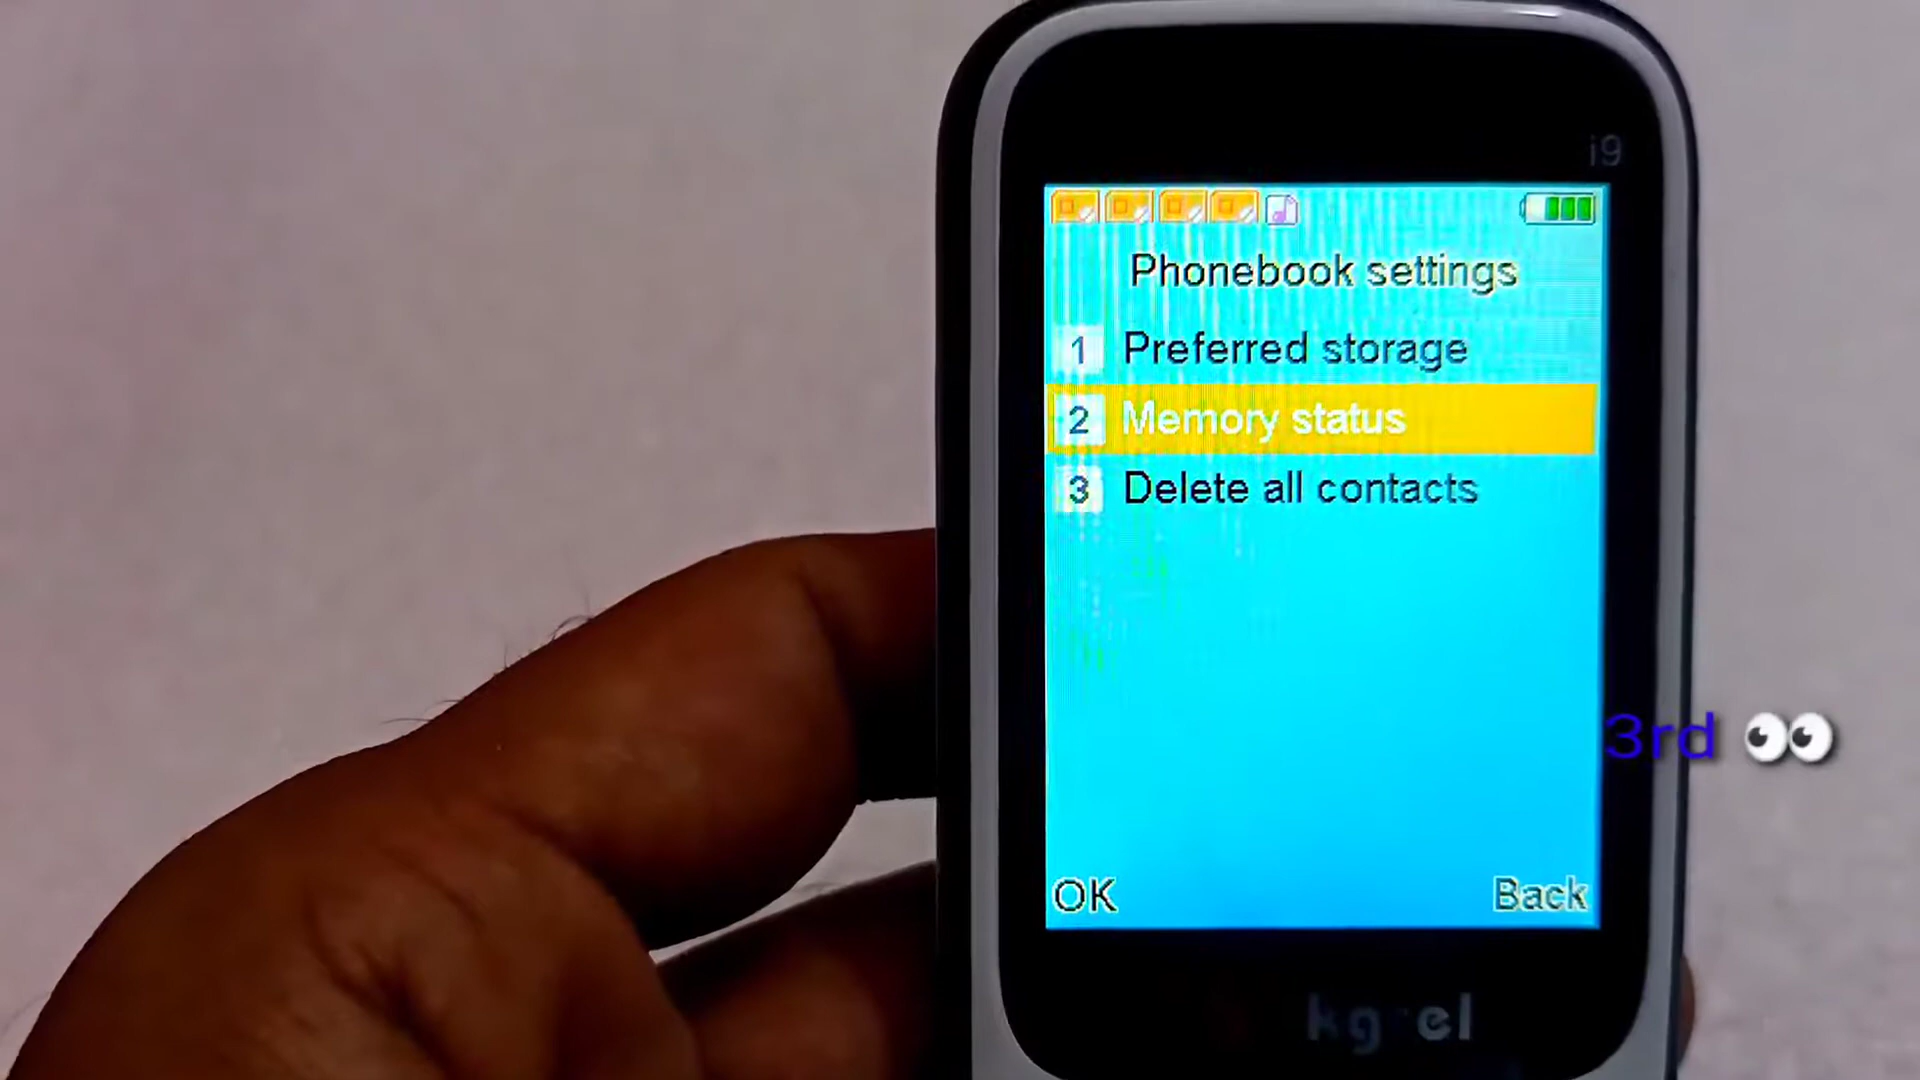 i9
Phonebook settings
1 Preferred storage
2 Memory status
3 Delete all contacts
3rd 👀
OK Back